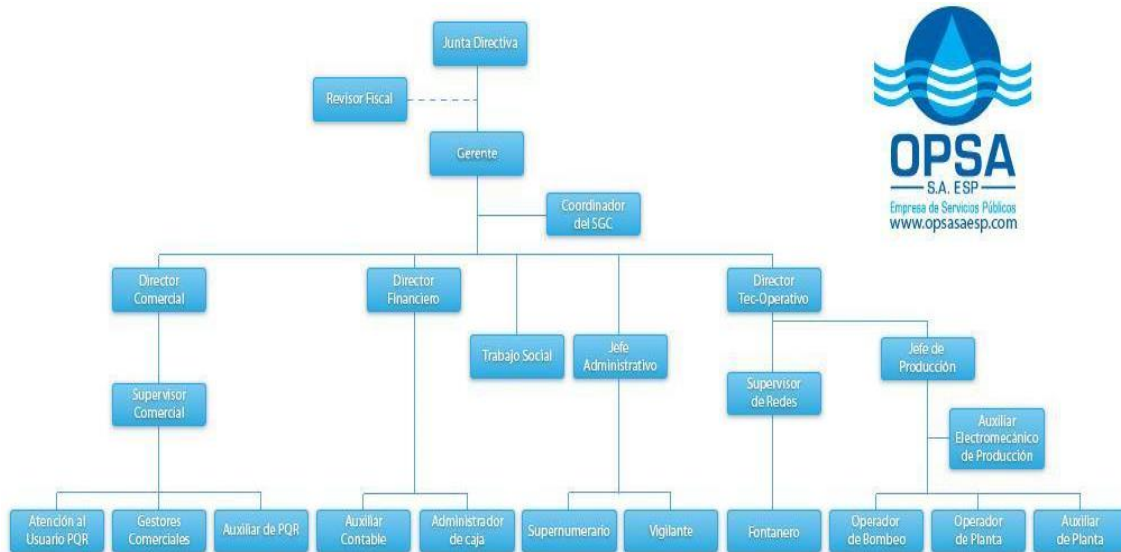 Junta Directiva
Revisor Fiscal
Gerente
Coordinador
del SGC
OPSA
S.A. ESP
Empresa de Servicios Públicos
www.opsasaesp.com
Director
Comercial
Director
Financiero
Director
Tec-Operativo
Trabajo Social
Jefe
Administrativo
Jefe de
Producción
Supervisor
Comercial
Supervisor
de Redes
Auxiliar
Electromecánico
de Producción
Atención al
Usuario PQR
Gestores
Comerciales
Auxiliar de PQR
Auxiliar
Contable
Administrador
de caja
Supernumerario
Vigilante
Fontanero
Operador
de Bombeo
Operador
de Planta
Auxiliar
de Planta